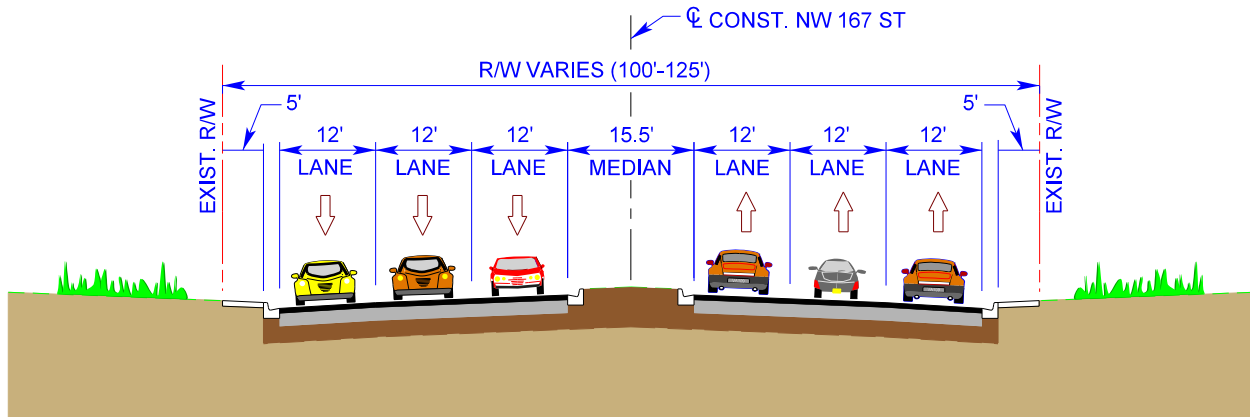 ℄ CONST. NW 167 ST
R/W VARIES (100'-125')
EXIST. R/W
5'
12'
LANE
12'
LANE
12'
LANE
15.5'
MEDIAN
12'
LANE
12'
LANE
12'
LANE
5'
EXIST. R/W